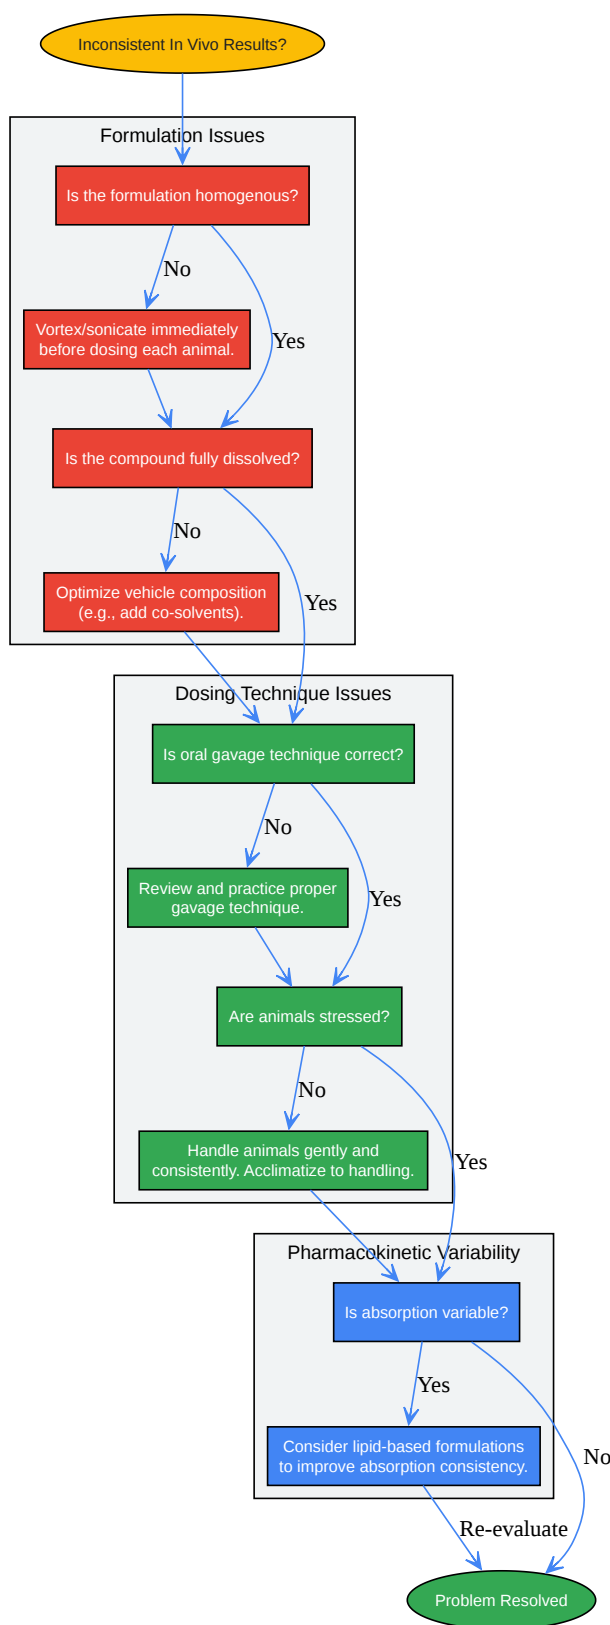 Inconsistent In Vivo Results?
Formulation Issues
Is the formulation homogenous?
No
Yes
Vortex/sonicate immediately
before dosing each animal.
Is the compound fully dissolved?
No
Yes
Optimize vehicle composition
(e.g., add co-solvents).
Dosing Technique Issues
Is oral gavage technique correct?
No
Yes
Review and practice proper
gavage technique.
Are animals stressed?
No
Yes
Handle animals gently and
consistently. Acclimatize to handling.
Pharmacokinetic Variability
Is absorption variable?
Yes
No
Consider lipid-based formulations
to improve absorption consistency.
Re-evaluate
Problem Resolved